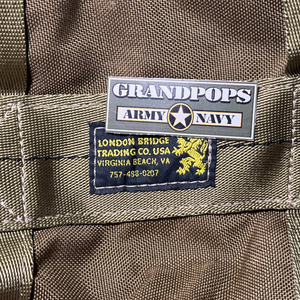 GRANDPOPS
ARMY NAVY
LONDON BRIDGE
TRADING CO. USA
VIRGINIA BEACH, VA
757-498-0207